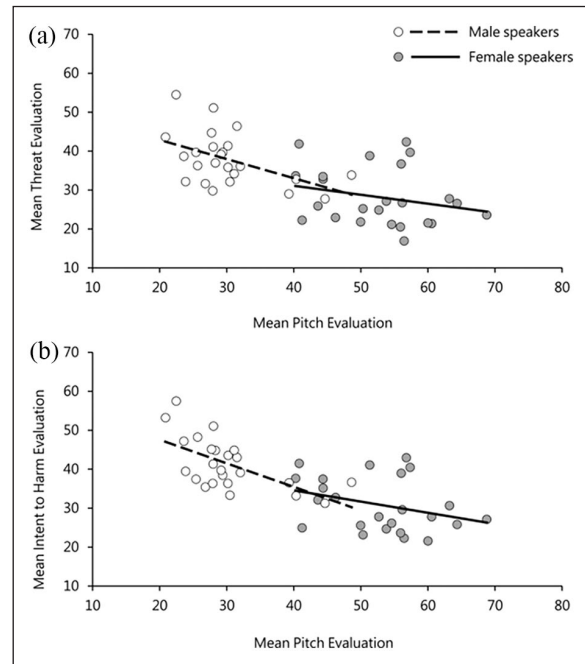 (a)
Male speakers
Female speakers
70
60
50
40
30
20
10
10 20 30 40 50 60 70 80
Mean Threat Evaluation
Mean Pitch Evaluation
(b)
70
60
50
40
30
20
10
10 20 30 40 50 60 70 80
Mean Intent to Harm Evaluation
Mean Pitch Evaluation